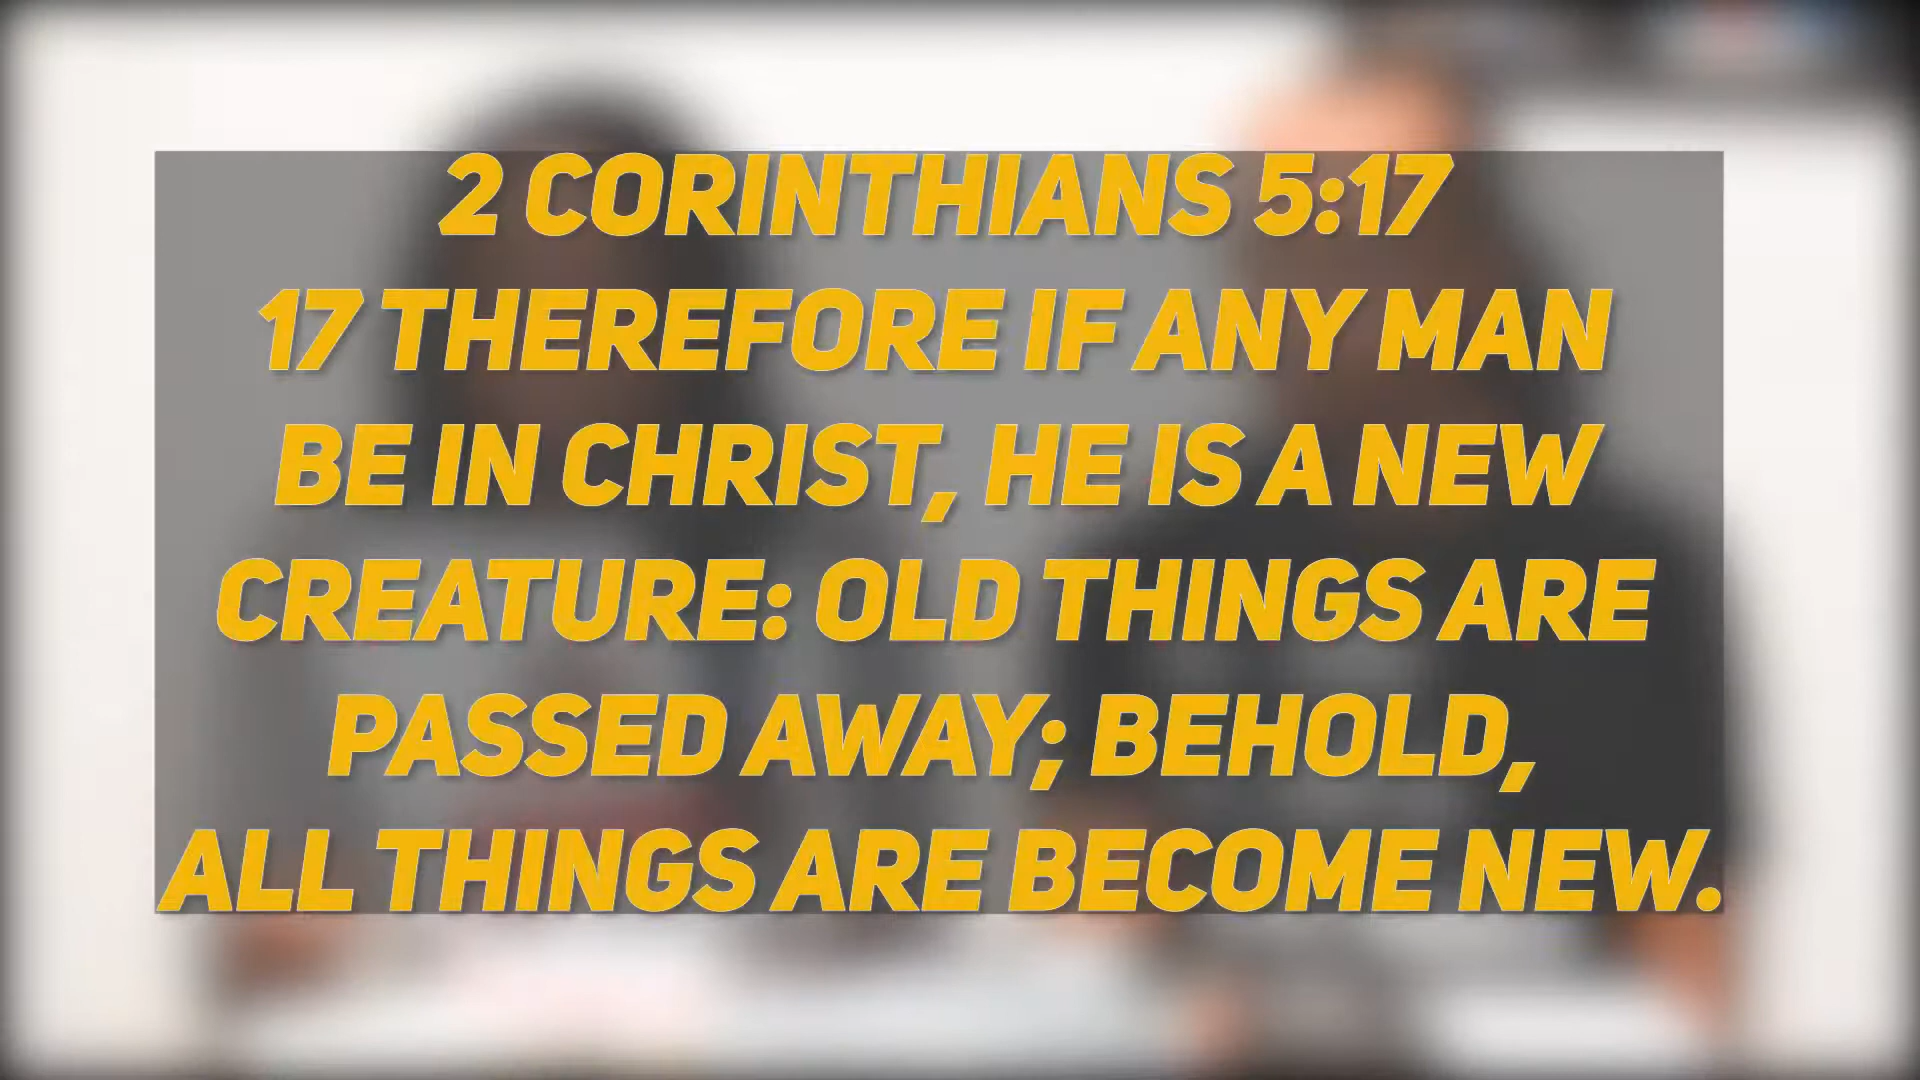 2 CORINTHIANS 5:17
17 THEREFORE IF ANY MAN
BE IN CHRIST, HE IS A NEW
CREATURE: OLD THINGS ARE
PASSED AWAY; BEHOLD,
ALL THINGS ARE BECOME NEW.